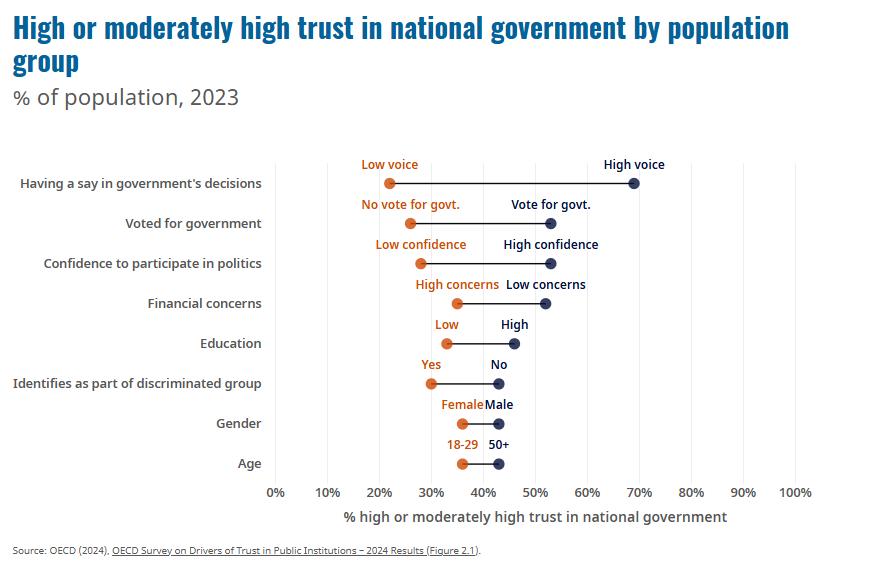 High or moderately high trust in national government by population
group
% of population, 2023
Low voice High voice
Having a say in government's decisions
No vote for govt. Vote for govt.
Voted for government
Low confidence High confidence
Confidence to participate in politics
High concerns Low concerns
Financial concerns
Low High
Education
Yes No
Identifies as part of discriminated group
Female Male
Gender
18-29 50+
Age
0% 10% 20% 30% 40% 50% 60% 70% 80% 90% 100%
% high or moderately high trust in national government
Source: OECD (2024), OECD Survey on Drivers of Trust in Public Institutions – 2024 Results (Figure 2.1).